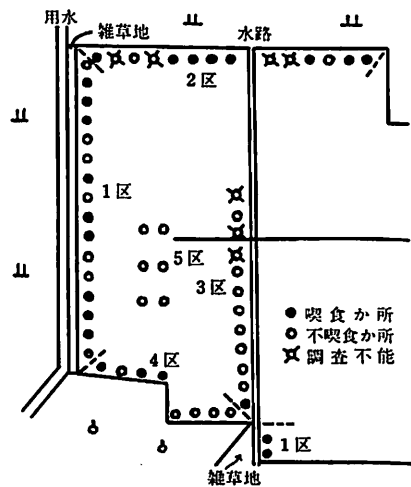 用水
雑草地
水路
2区
1区
5区
3区
● 喫食か所
○ 不喫食か所
調査不能
4区
1区
雑草地